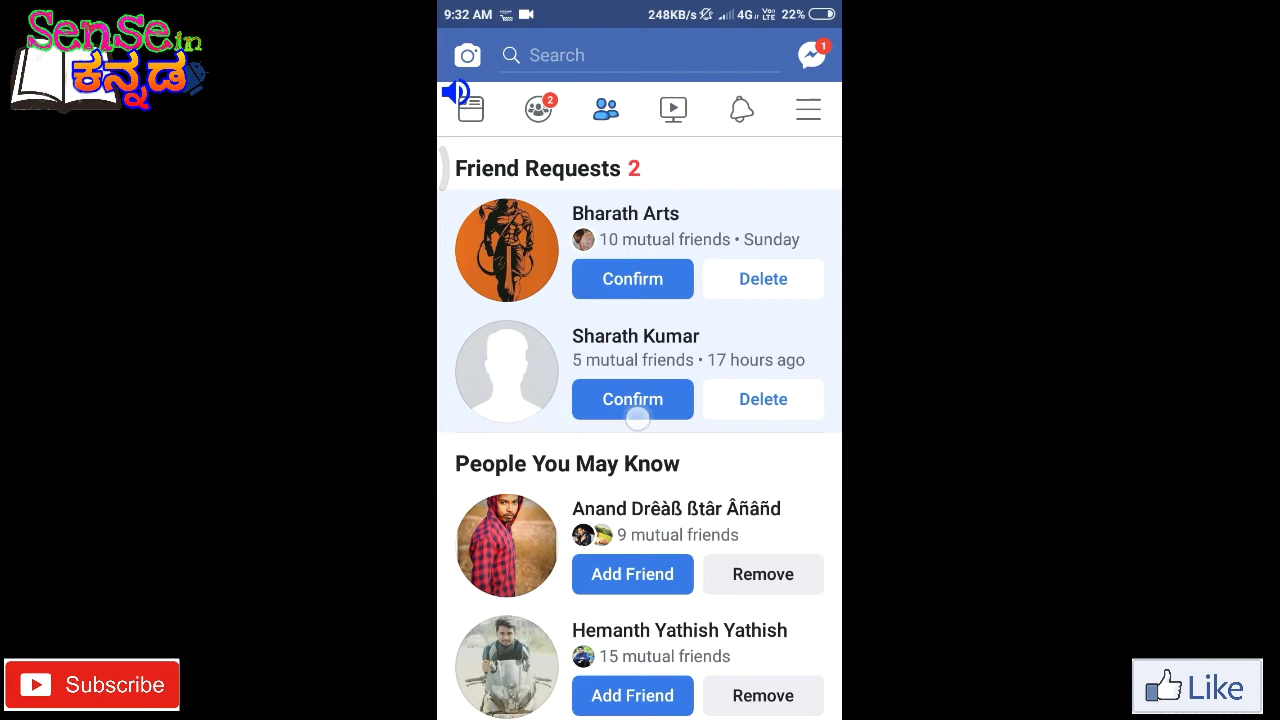 SenSe in
ಕನ್ನಡ
9:32 AM 248KB/s 4G VoLTE 22%
Search
1
2
Friend Requests 2
Bharath Arts
10 mutual friends • Sunday
Confirm Delete
Sharath Kumar
5 mutual friends • 17 hours ago
Confirm Delete
People You May Know
Anand Drêàß ßtâr Âñâñd
9 mutual friends
Add Friend Remove
Hemanth Yathish Yathish
15 mutual friends
Add Friend Remove
Subscribe
Like